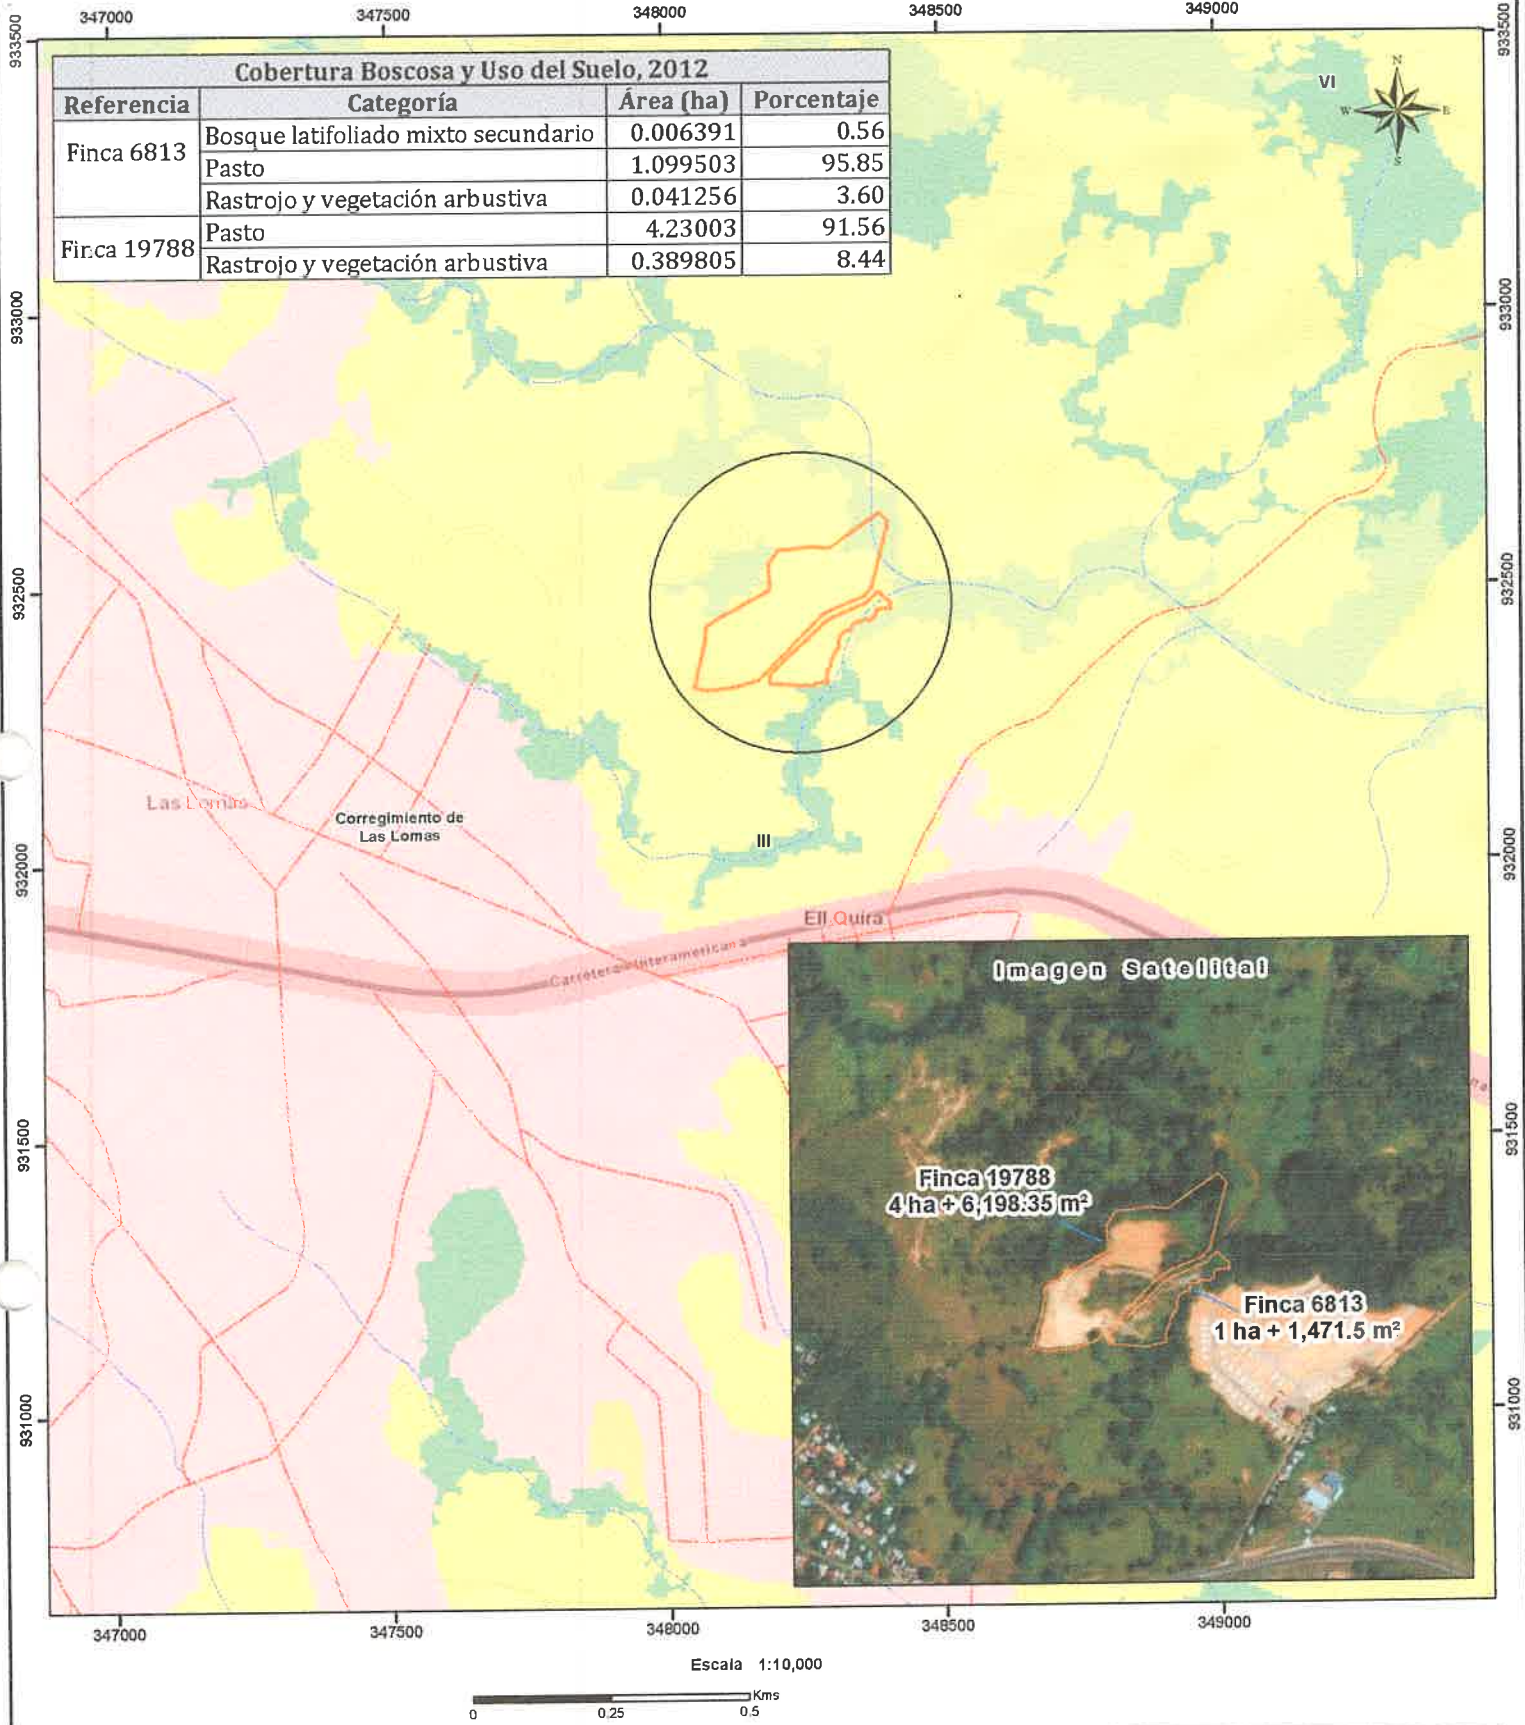 347000 347500 348000 348500 349000
933500 933500
Cobertura Boscosa y Uso del Suelo, 2012
Referencia Categoría Área (ha) Porcentaje
Finca 6813 Bosque latifoliado mixto secundario 0.006391 0.56
Pasto 1.099503 95.85
Rastrojo y vegetación arbustiva 0.041256 3.60
Finca 19788 Pasto 4.23003 91.56
Rastrojo y vegetación arbustiva 0.389805 8.44
VI
N
W E
S
933000 933000
932500 932500
Las Lomas
Corregimiento de
Las Lomas
III
932000 932000
Ell Quira
Carretera Interamericana
Imagen Satelital
931500 931500
Finca 19788
4 ha + 6,198.35 m²
Finca 6813
1 ha + 1,471.5 m²
931000 931000
347000 347500 348000 348500 349000
Escala 1:10,000
Kms
0 0.25 0.5